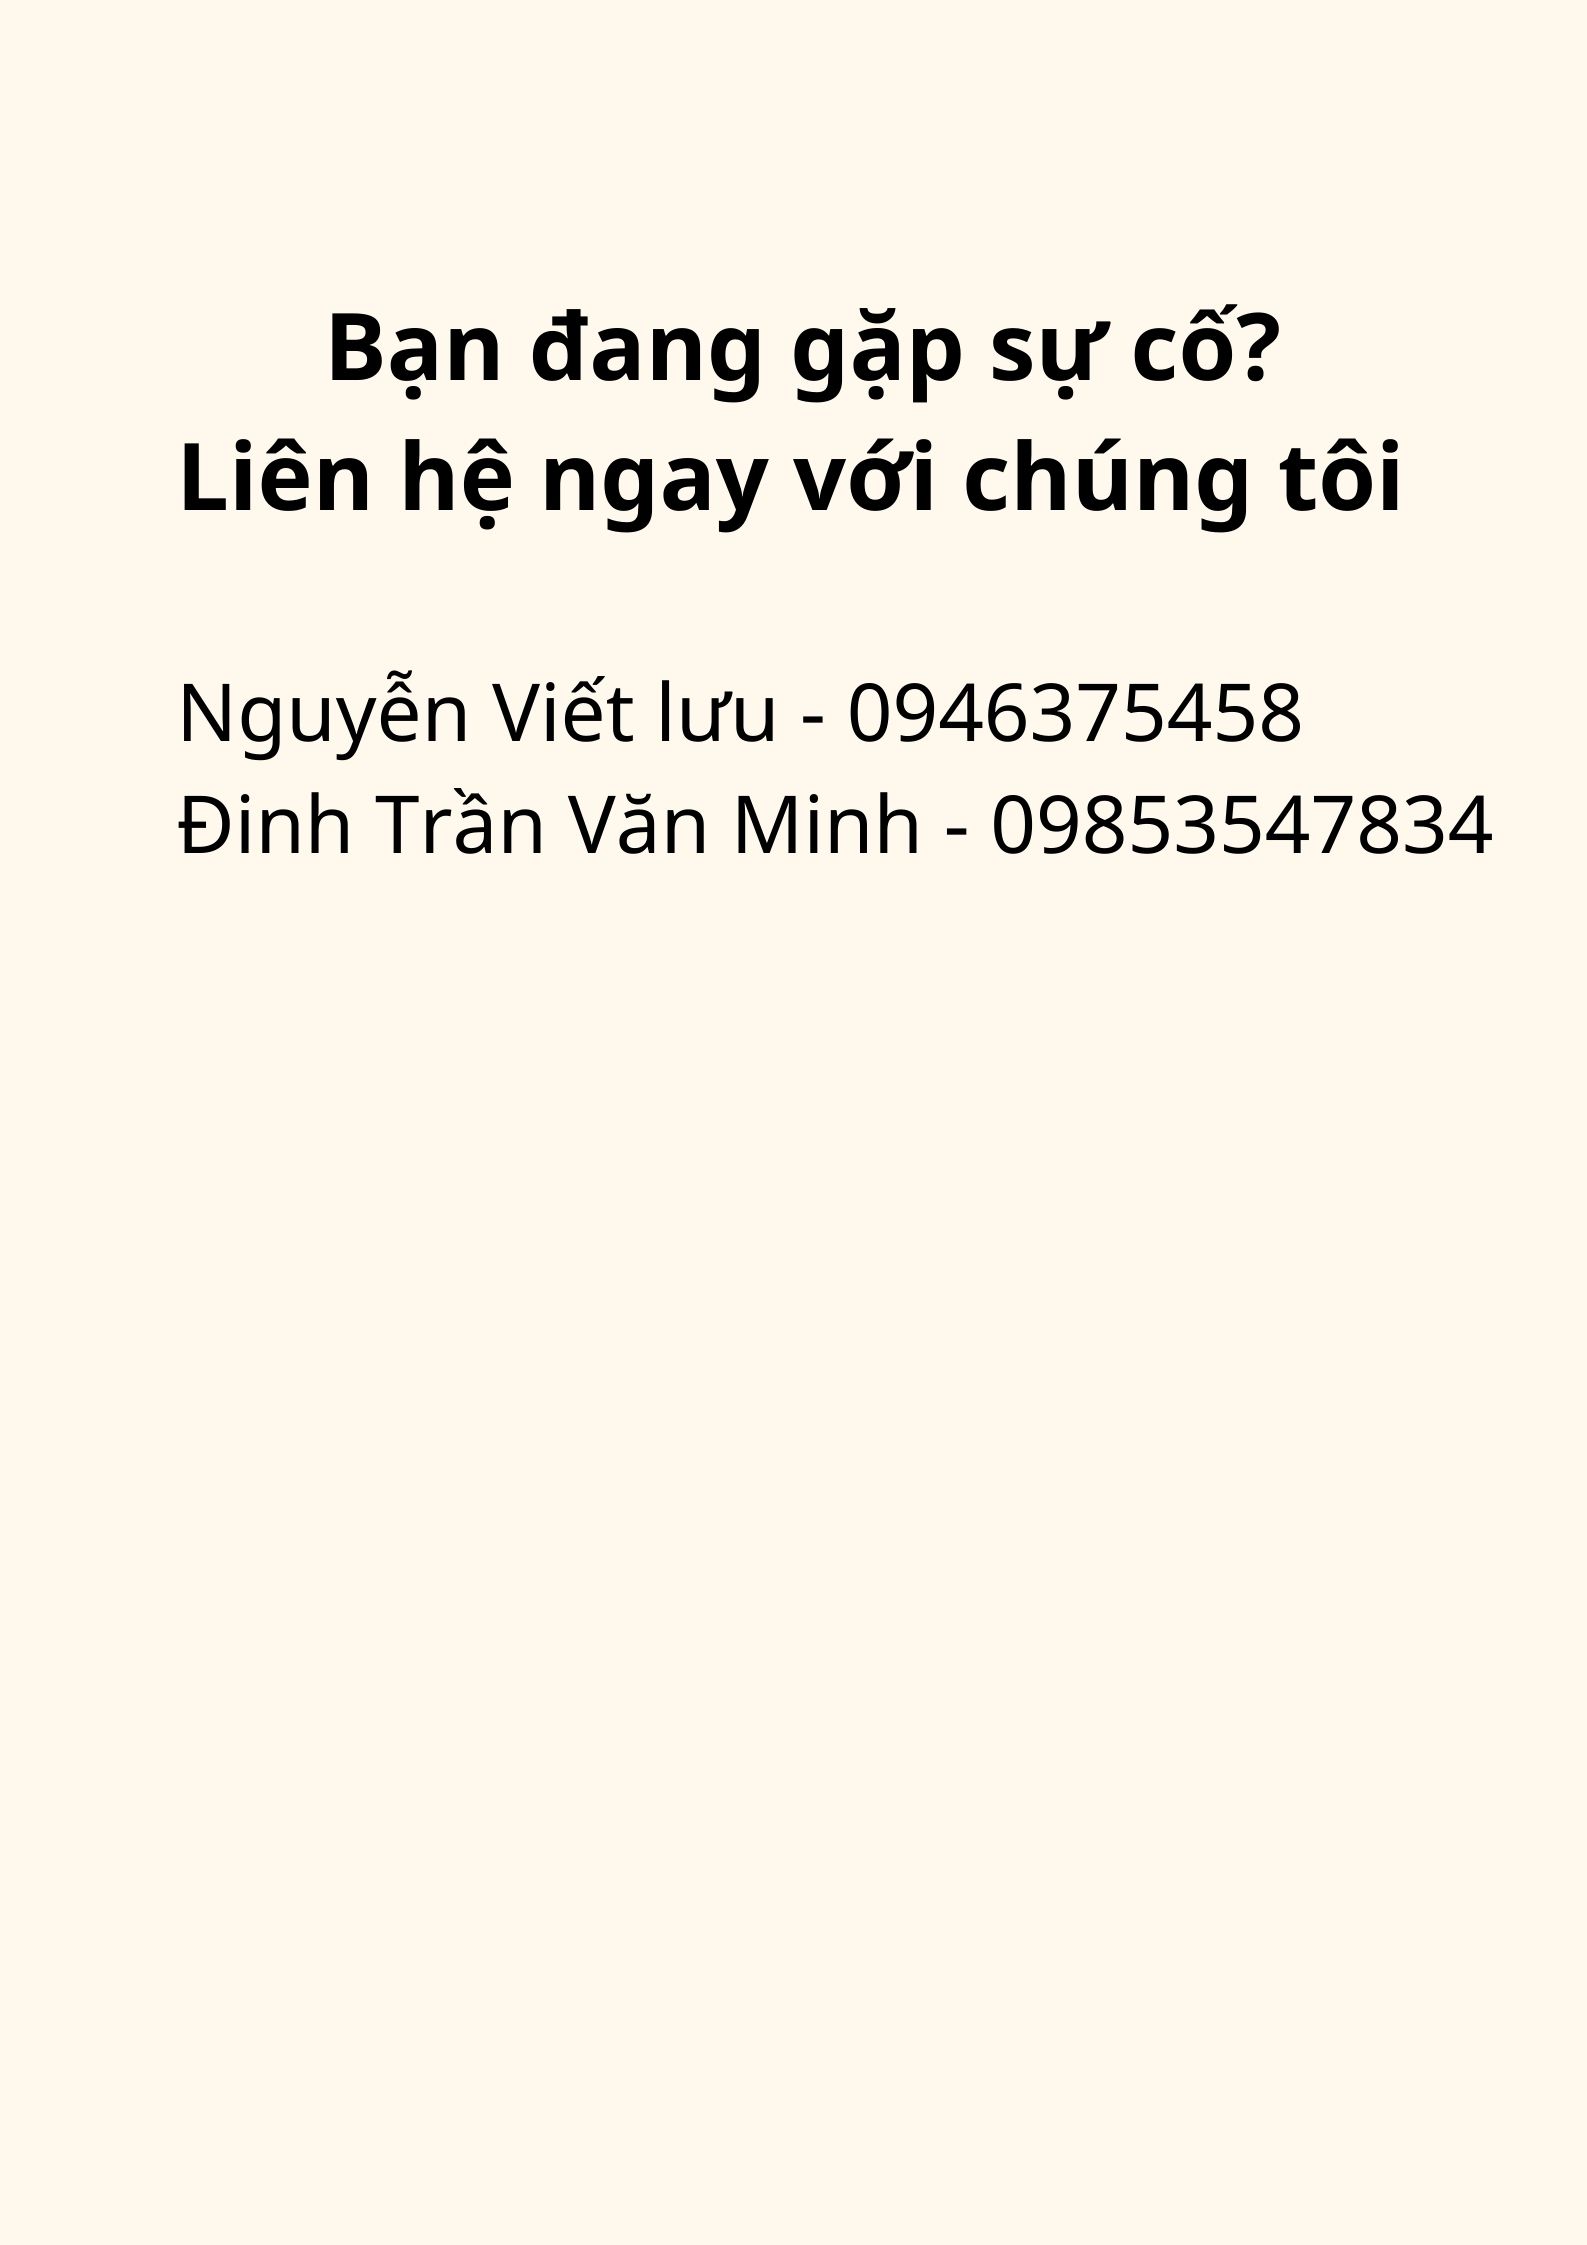 Bạn đang gặp sự cố?
Liên hệ ngay với chúng tôi
Nguyễn Viết lưu - 0946375458
Đinh Trần Văn Minh - 09853547834